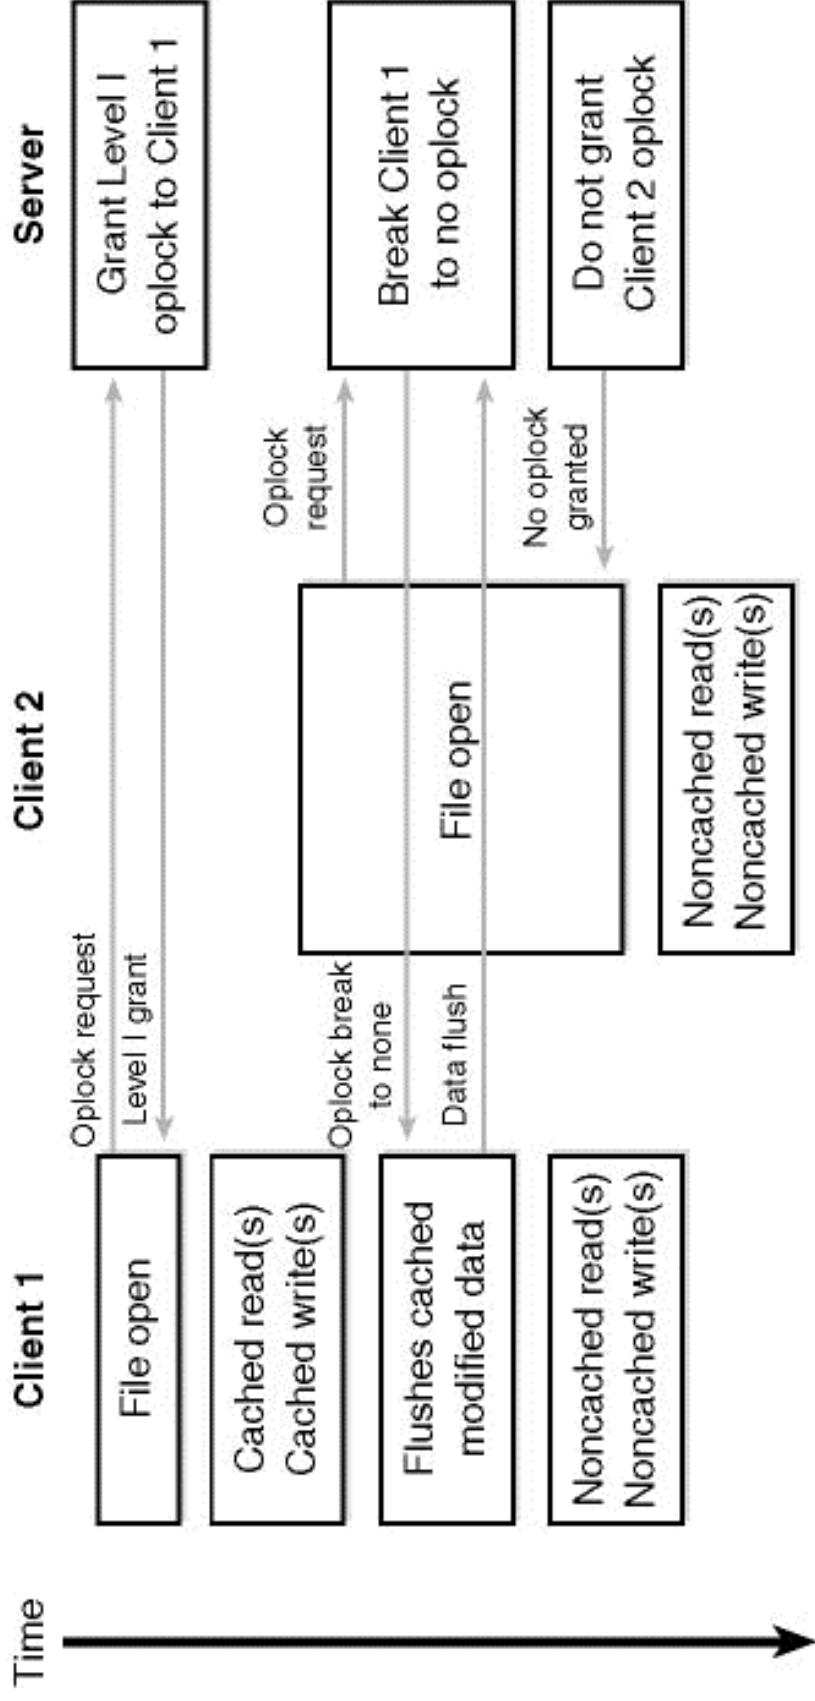 Time
Client 1
Client 2
Server
File open
Oplock request
Level I grant
Grant Level I
oplock to Client 1
Cached read(s)
Cached write(s)
File open
Oplock
request
Oplock break
to none
Break Client 1
to no oplock
Flushes cached
modified data
Data flush
No oplock
granted
Do not grant
Client 2 oplock
Noncached read(s)
Noncached write(s)
Noncached read(s)
Noncached write(s)